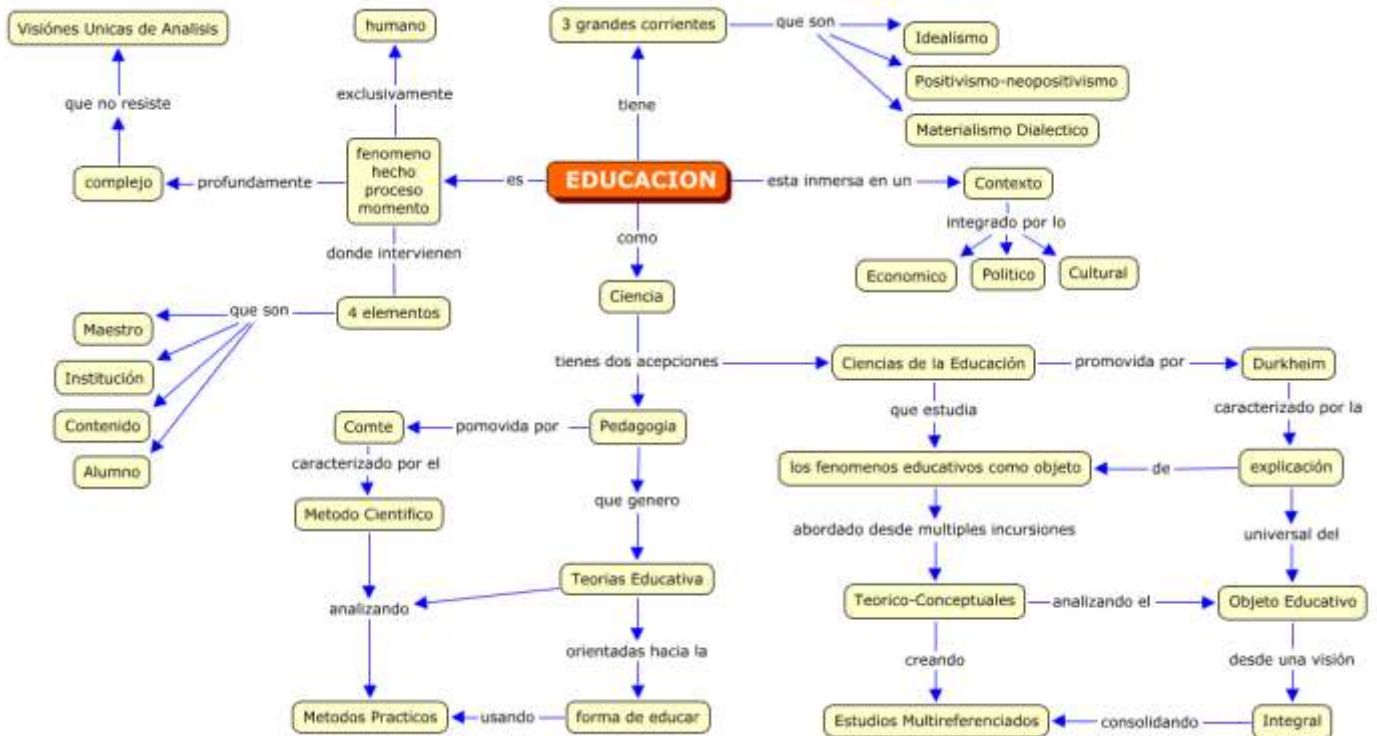 Visiónes Unicas de Analisis
humano
3 grandes corrientes
que son
Idealismo
Positivismo-neopositivismo
Materialismo Dialectico
que no resiste
exclusivamente
tiene
complejo
profundamente
fenomeno
hecho
proceso
momento
es
EDUCACION
esta inmersa en un
Contexto
integrado por lo
Economico
Politico
Cultural
donde intervienen
como
Ciencia
que son
4 elementos
Maestro
Institución
Contenido
Alumno
tienes dos acepciones
Ciencias de la Educación
promovida por
Durkheim
que estudia
caracterizado por la
Comte
pomovida por
Pedagogia
caracterizado por el
los fenomenos educativos como objeto
de
explicación
Metodo Cientifico
que genero
abordado desde multiples incursiones
universal del
Teorias Educativa
analizando
Teorico-Conceptuales
analizando el
Objeto Educativo
orientadas hacia la
creando
desde una visión
Metodos Practicos
usando
forma de educar
Estudios Multireferenciados
consolidando
Integral